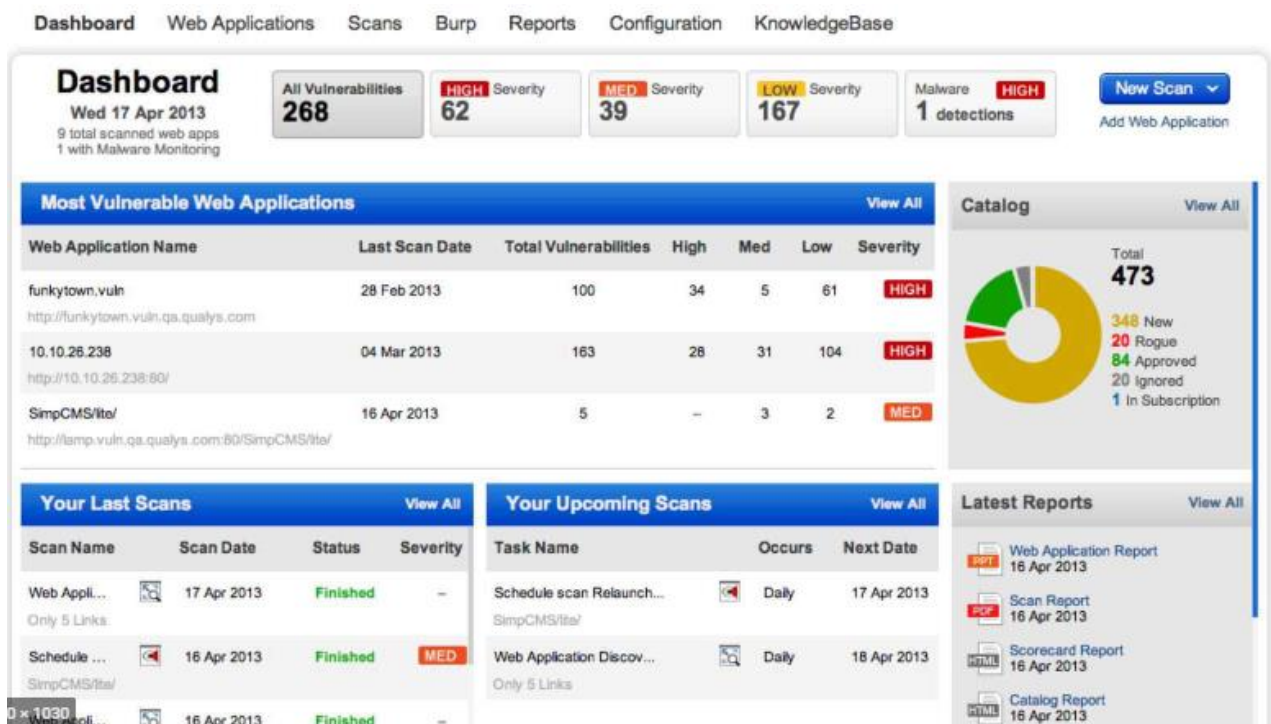 Dashboard Web Applications Scans Burp Reports Configuration KnowledgeBase
Dashboard
Wed 17 Apr 2013
9 total scanned web apps
1 with Malware Monitoring
All Vulnerabilities
268
HIGH Severity
62
MED Severity
39
LOW Severity
167
Malware HIGH
1 detections
New Scan
Add Web Application
Most Vulnerable Web Applications View All
Web Application Name Last Scan Date Total Vulnerabilities High Med Low Severity
funkytown.vuln 28 Feb 2013 100 34 5 61 HIGH
http://funkytown.vuln.qa.qualys.com
10.10.26.238 04 Mar 2013 163 28 31 104 HIGH
http://10.10.26.238:80/
SimpCMS/lite/ 16 Apr 2013 5 – 3 2 MED
http://lamp.vuln.qa.qualys.com:80/SimpCMS/lite/
Catalog View All
Total
473
348 New
20 Rogue
84 Approved
20 Ignored
1 In Subscription
Your Last Scans View All
Scan Name Scan Date Status Severity
Web Appli... 17 Apr 2013 Finished –
Only 5 Links
Schedule ... 16 Apr 2013 Finished MED
SimpCMS/lite/
16 Apr 2013 Finished –
Your Upcoming Scans View All
Task Name Occurs Next Date
Schedule scan Relaunch... Daily 17 Apr 2013
SimpCMS/lite/
Web Application Discov... Daily 18 Apr 2013
Only 5 Links
Latest Reports View All
PPT Web Application Report
16 Apr 2013
PDF Scan Report
16 Apr 2013
HTML Scorecard Report
16 Apr 2013
HTML Catalog Report
16 Apr 2013
0 × 1030